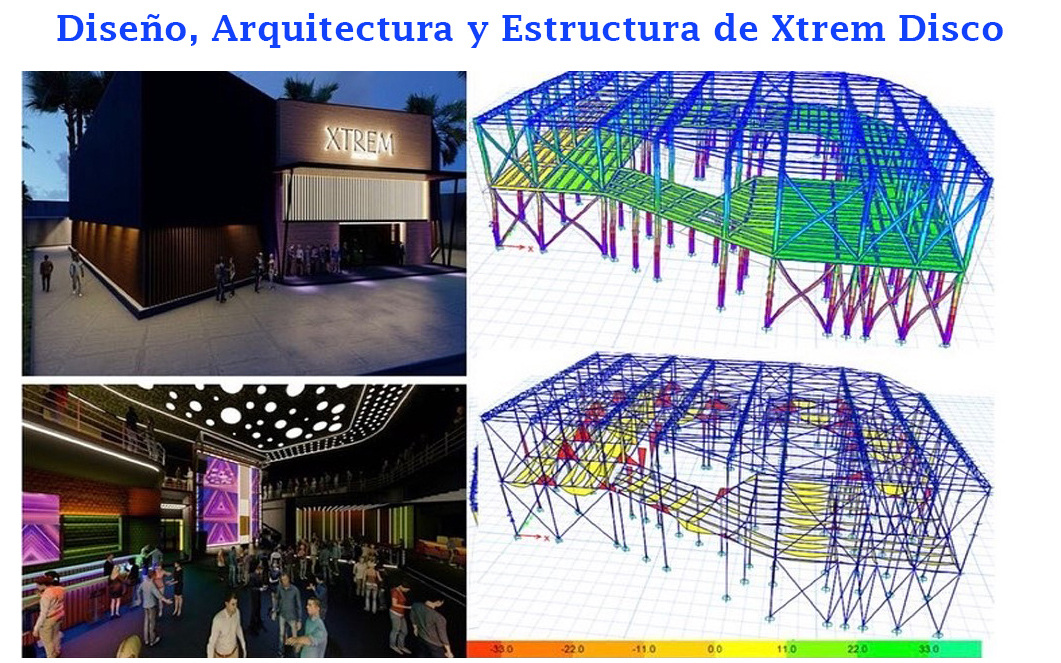 Diseño, Arquitectura y Estructura de Xtrem Disco
XTREM
X
X
-33.0 -22.0 -11.0 0.0 11.0 22.0 33.0